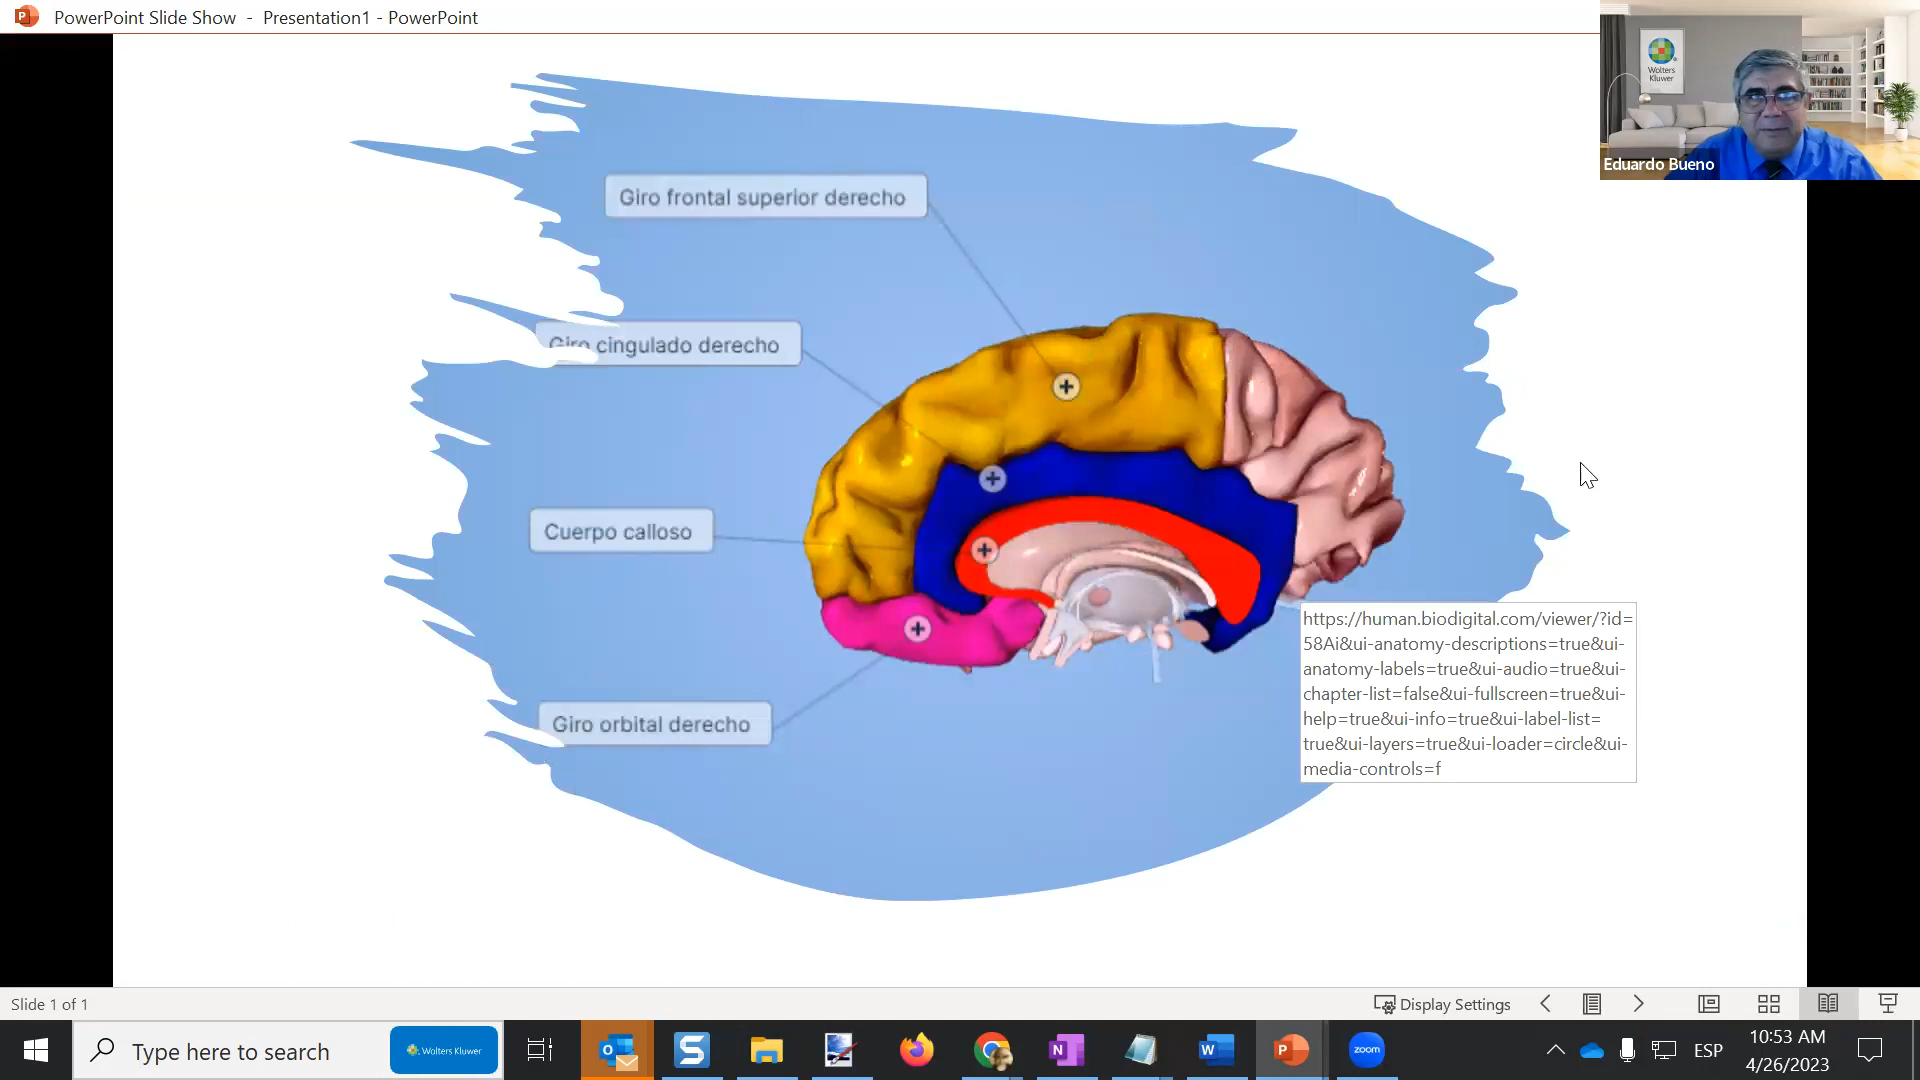 PowerPoint Slide Show - Presentation1 - PowerPoint
Wolters
Kluwer
Eduardo Bueno
Giro frontal superior derecho
Giro cingulado derecho
Cuerpo calloso
Giro orbital derecho
https://human.biodigital.com/viewer/?id=
58Ai&ui-anatomy-descriptions=true&ui-
anatomy-labels=true&ui-audio=true&ui-
chapter-list=false&ui-fullscreen=true&ui-
help=true&ui-info=true&ui-label-list=
true&ui-layers=true&ui-loader=circle&ui-
media-controls=f
Slide 1 of 1
Display Settings
Type here to search
Wolters Kluwer
zoom
ESP
10:53 AM
4/26/2023